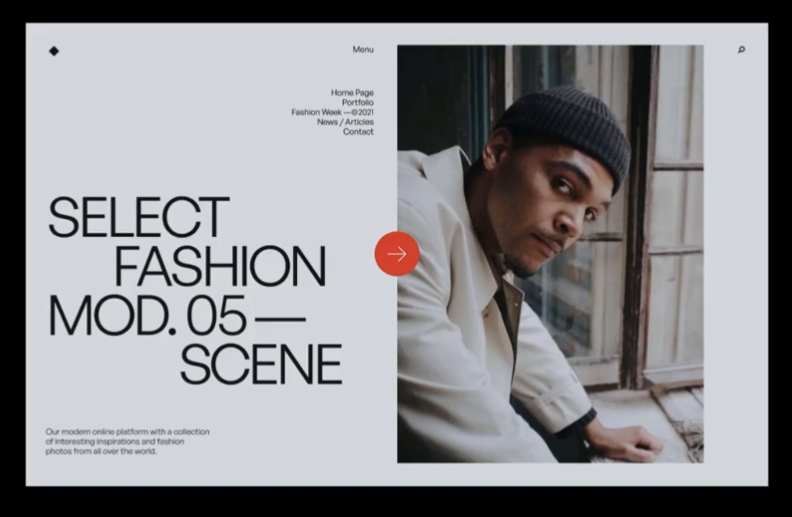 Menu
Home Page
Portfolio
Fashion Week —©2021
News / Articles
Contact
SELECT
FASHION
MOD. 05 —
SCENE
Our modern online platform with a collection
of interesting inspirations and fashion
photos from all over the world.